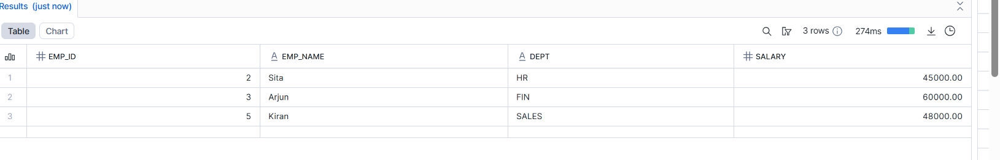 Results (just now)
Table Chart 3 rows 274ms
EMP_ID EMP_NAME DEPT SALARY
1 2 Sita HR 45000.00
2 3 Arjun FIN 60000.00
3 5 Kiran SALES 48000.00